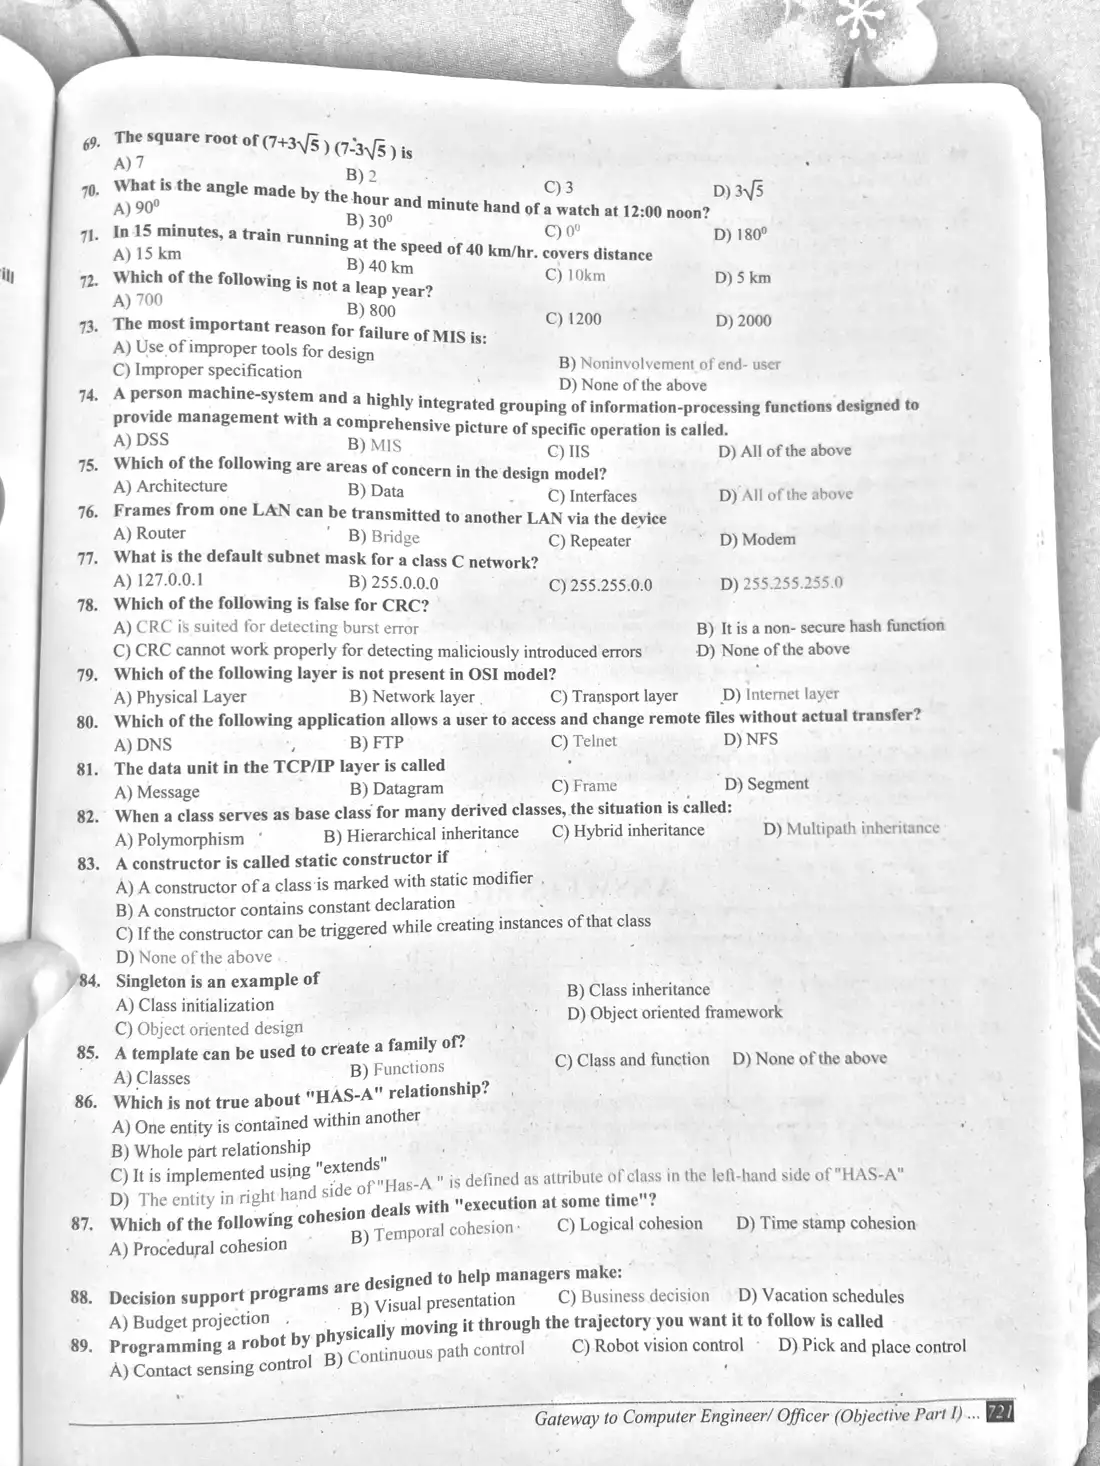 ill
69. The square root of (7+3√5 ) (7-3√5 ) is
A) 7 B) 2 C) 3 D) 3√5
70. What is the angle made by the hour and minute hand of a watch at 12:00 noon?
A) 90⁰ B) 30⁰ C) 0⁰ D) 180⁰
71. In 15 minutes, a train running at the speed of 40 km/hr. covers distance
A) 15 km B) 40 km C) 10km D) 5 km
72. Which of the following is not a leap year?
A) 700 B) 800 C) 1200 D) 2000
73. The most important reason for failure of MIS is:
A) Use of improper tools for design B) Noninvolvement of end- user
C) Improper specification D) None of the above
74. A person machine-system and a highly integrated grouping of information-processing functions designed to
provide management with a comprehensive picture of specific operation is called.
A) DSS B) MIS C) IIS D) All of the above
75. Which of the following are areas of concern in the design model?
A) Architecture B) Data C) Interfaces D) All of the above
76. Frames from one LAN can be transmitted to another LAN via the device
A) Router B) Bridge C) Repeater D) Modem
77. What is the default subnet mask for a class C network?
A) 127.0.0.1 B) 255.0.0.0 C) 255.255.0.0 D) 255.255.255.0
78. Which of the following is false for CRC?
A) CRC is suited for detecting burst error B) It is a non- secure hash function
C) CRC cannot work properly for detecting maliciously introduced errors D) None of the above
79. Which of the following layer is not present in OSI model?
A) Physical Layer B) Network layer C) Transport layer D) Internet layer
80. Which of the following application allows a user to access and change remote files without actual transfer?
A) DNS B) FTP C) Telnet D) NFS
81. The data unit in the TCP/IP layer is called
A) Message B) Datagram C) Frame D) Segment
82. When a class serves as base class for many derived classes, the situation is called:
A) Polymorphism B) Hierarchical inheritance C) Hybrid inheritance D) Multipath inheritance
83. A constructor is called static constructor if
A) A constructor of a class is marked with static modifier
B) A constructor contains constant declaration
C) If the constructor can be triggered while creating instances of that class
D) None of the above
84. Singleton is an example of
A) Class initialization B) Class inheritance
C) Object oriented design D) Object oriented framework
85. A template can be used to create a family of?
A) Classes B) Functions C) Class and function D) None of the above
86. Which is not true about "HAS-A" relationship?
A) One entity is contained within another
B) Whole part relationship
C) It is implemented using "extends"
D) The entity in right hand side of "Has-A " is defined as attribute of class in the left-hand side of "HAS-A"
87. Which of the following cohesion deals with "execution at some time"?
A) Procedural cohesion B) Temporal cohesion C) Logical cohesion D) Time stamp cohesion
88. Decision support programs are designed to help managers make:
A) Budget projection B) Visual presentation C) Business decision D) Vacation schedules
89. Programming a robot by physically moving it through the trajectory you want it to follow is called
A) Contact sensing control B) Continuous path control C) Robot vision control D) Pick and place control
Gateway to Computer Engineer/ Officer (Objective Part I) ... 721